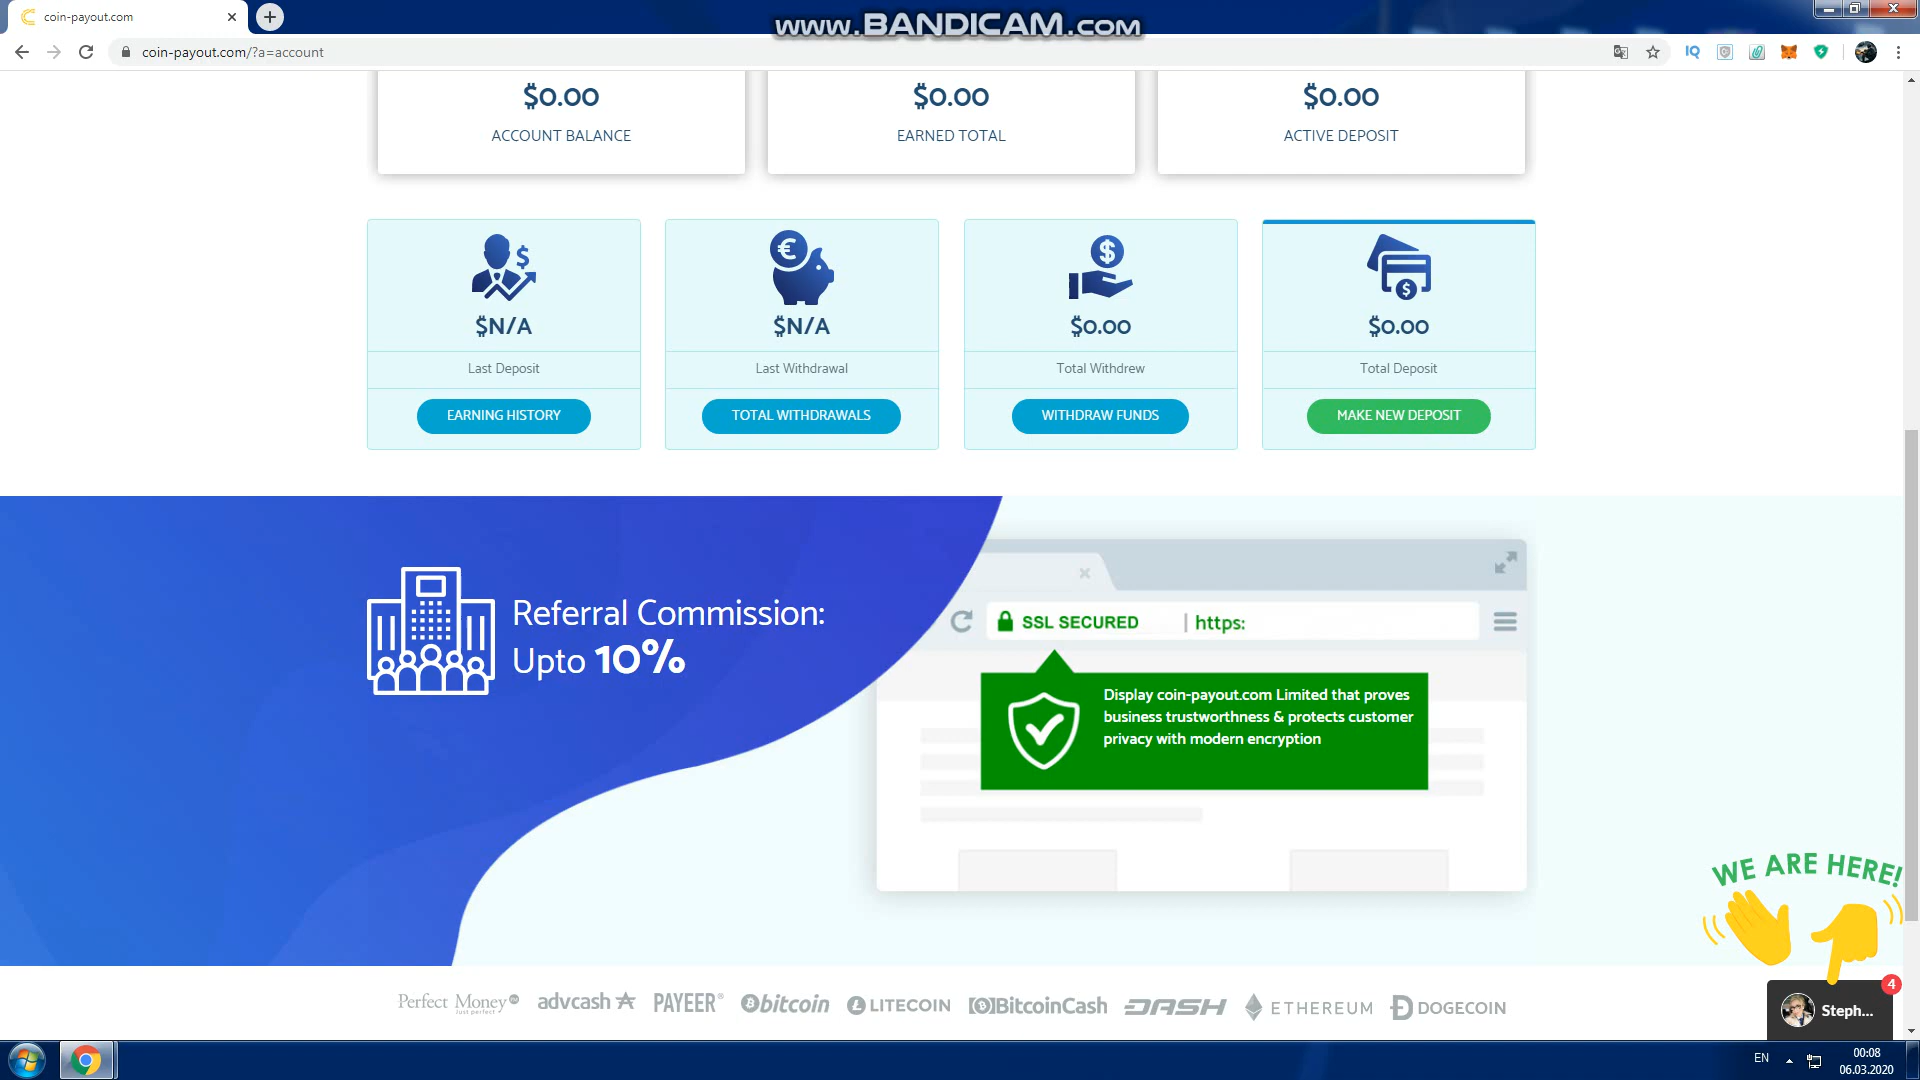 coin-payout.com
www.BANDICAM.com
coin-payout.com/?a=account
$0.00
ACCOUNT BALANCE
$0.00
EARNED TOTAL
$0.00
ACTIVE DEPOSIT
$N/A
Last Deposit
EARNING HISTORY
$N/A
Last Withdrawal
TOTAL WITHDRAWALS
$0.00
Total Withdrew
WITHDRAW FUNDS
$0.00
Total Deposit
MAKE NEW DEPOSIT
Referral Commission:
Upto 10%
SSL SECURED | https:
Display coin-payout.com Limited that proves
business trustworthness & protects customer
privacy with modern encryption
WE ARE HERE!
4
Steph...
Perfect Money PM
Just perfect
advcash
PAYEER®
bitcoin
LITECOIN
BitcoinCash
DASH
ETHEREUM
DOGECOIN
EN
00:08
06.03.2020